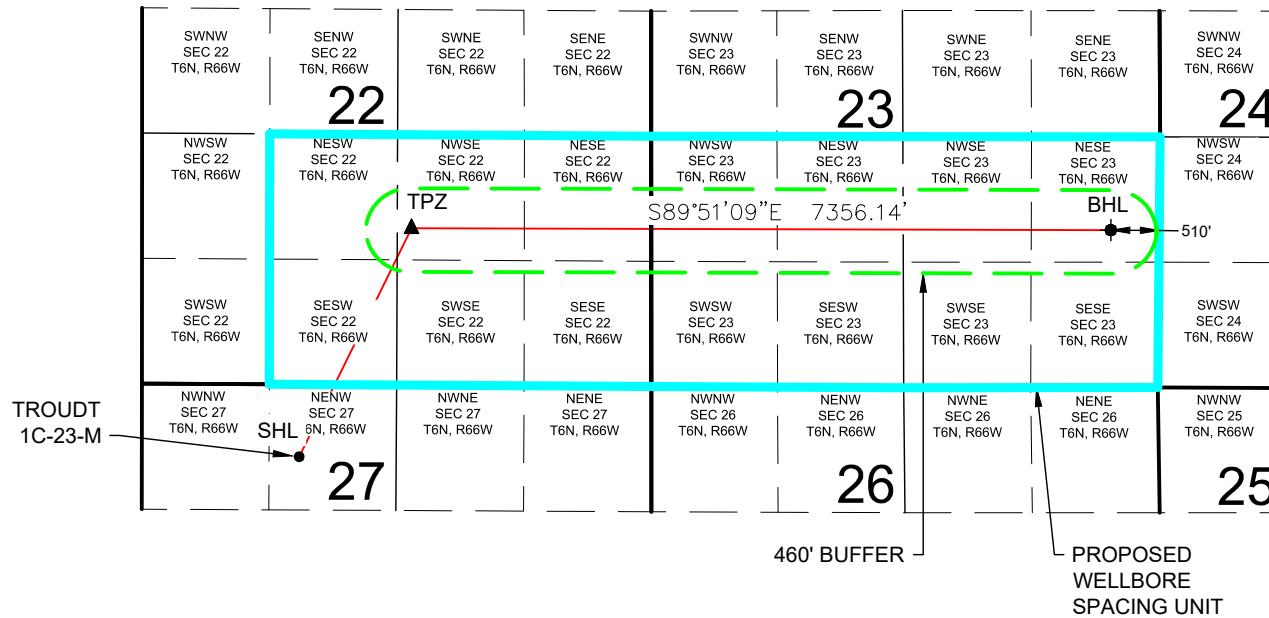 SWNW
SEC 22
T6N, R66W
SENW
SEC 22
T6N, R66W
SWNE
SEC 22
T6N, R66W
SENE
SEC 22
T6N, R66W
SWNW
SEC 23
T6N, R66W
SENW
SEC 23
T6N, R66W
SWNE
SEC 23
T6N, R66W
SENE
SEC 23
T6N, R66W
SWNW
SEC 24
T6N, R66W
22
23
24
NWSW
SEC 22
T6N, R66W
NESW
SEC 22
T6N, R66W
NWSE
SEC 22
T6N, R66W
NESE
SEC 22
T6N, R66W
NWSW
SEC 23
T6N, R66W
NESW
SEC 23
T6N, R66W
NWSE
SEC 23
T6N, R66W
NESE
SEC 23
T6N, R66W
NWSW
SEC 24
T6N, R66W
TPZ
S89°51'09"E 7356.14'
BHL
510'
SWSW
SEC 22
T6N, R66W
SESW
SEC 22
T6N, R66W
SWSE
SEC 22
T6N, R66W
SESE
SEC 22
T6N, R66W
SWSW
SEC 23
T6N, R66W
SESW
SEC 23
T6N, R66W
SWSE
SEC 23
T6N, R66W
SESE
SEC 23
T6N, R66W
SWSW
SEC 24
T6N, R66W
NWNW
SEC 27
T6N, R66W
NENW
SEC 27
6N, R66W
NWNE
SEC 27
T6N, R66W
NENE
SEC 27
T6N, R66W
NWNW
SEC 26
T6N, R66W
NENW
SEC 26
T6N, R66W
NWNE
SEC 26
T6N, R66W
NENE
SEC 26
T6N, R66W
NWNW
SEC 25
T6N, R66W
TROUDT
1C-23-M
SHL
27
26
25
460' BUFFER
PROPOSED
WELLBORE
SPACING UNIT